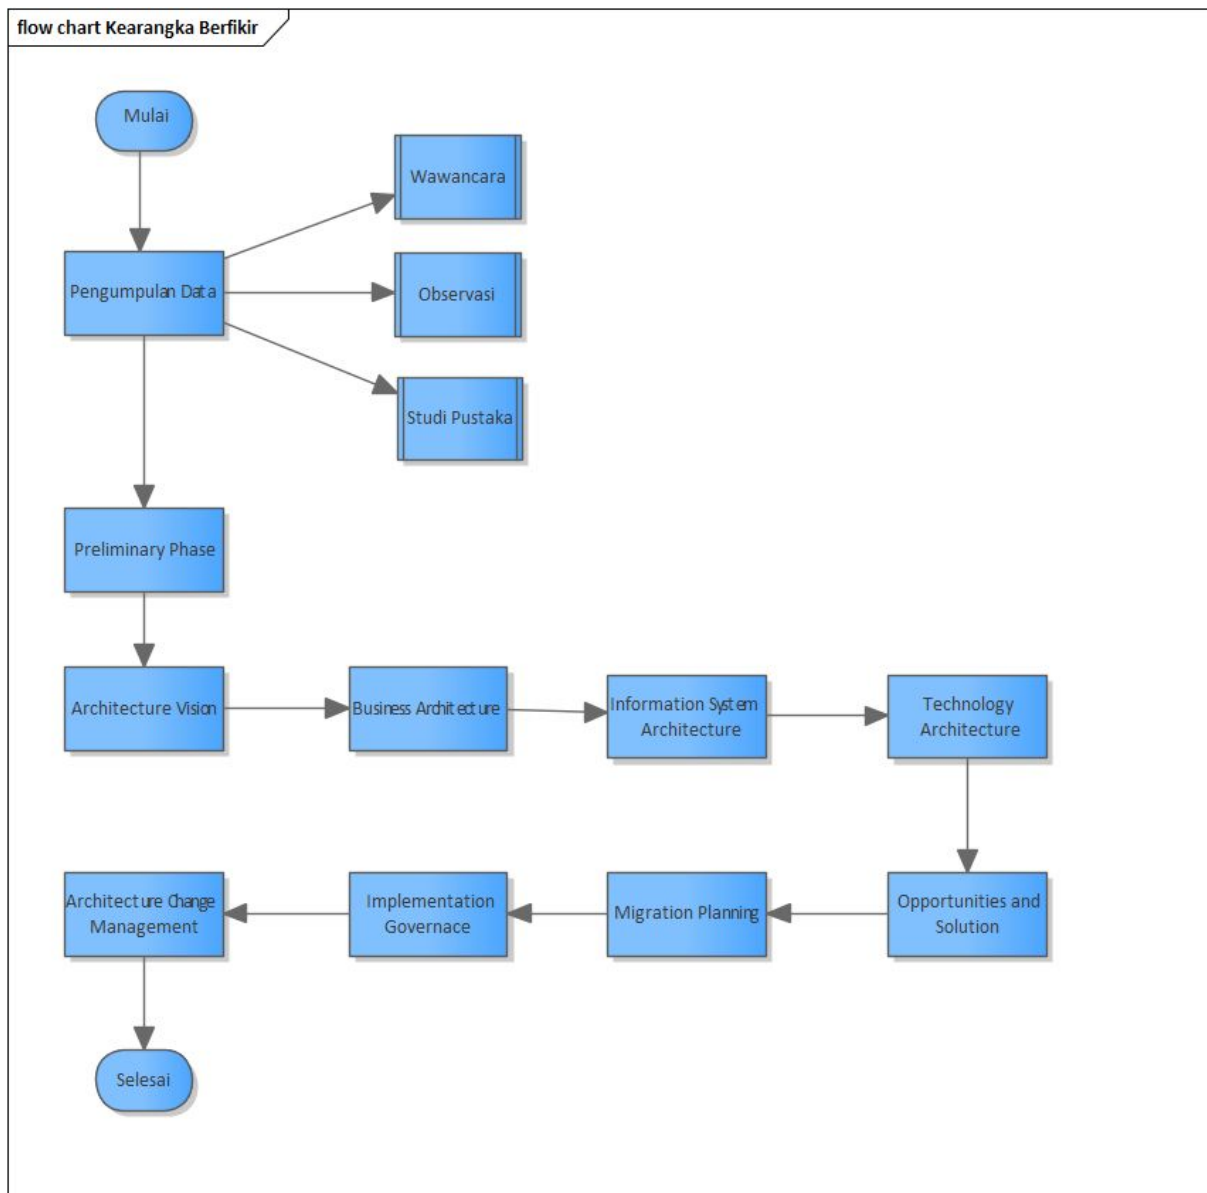 flow chart Kearangka Berfikir
Mulai
Wawancara
Pengumpulan Data
Observasi
Studi Pustaka
Preliminary Phase
Architecture Vision
Business Architecture
Information System
Architecture
Technology
Architecture
Architecture Change
Management
Implementation
Governace
Migration Planning
Opportunities and
Solution
Selesai